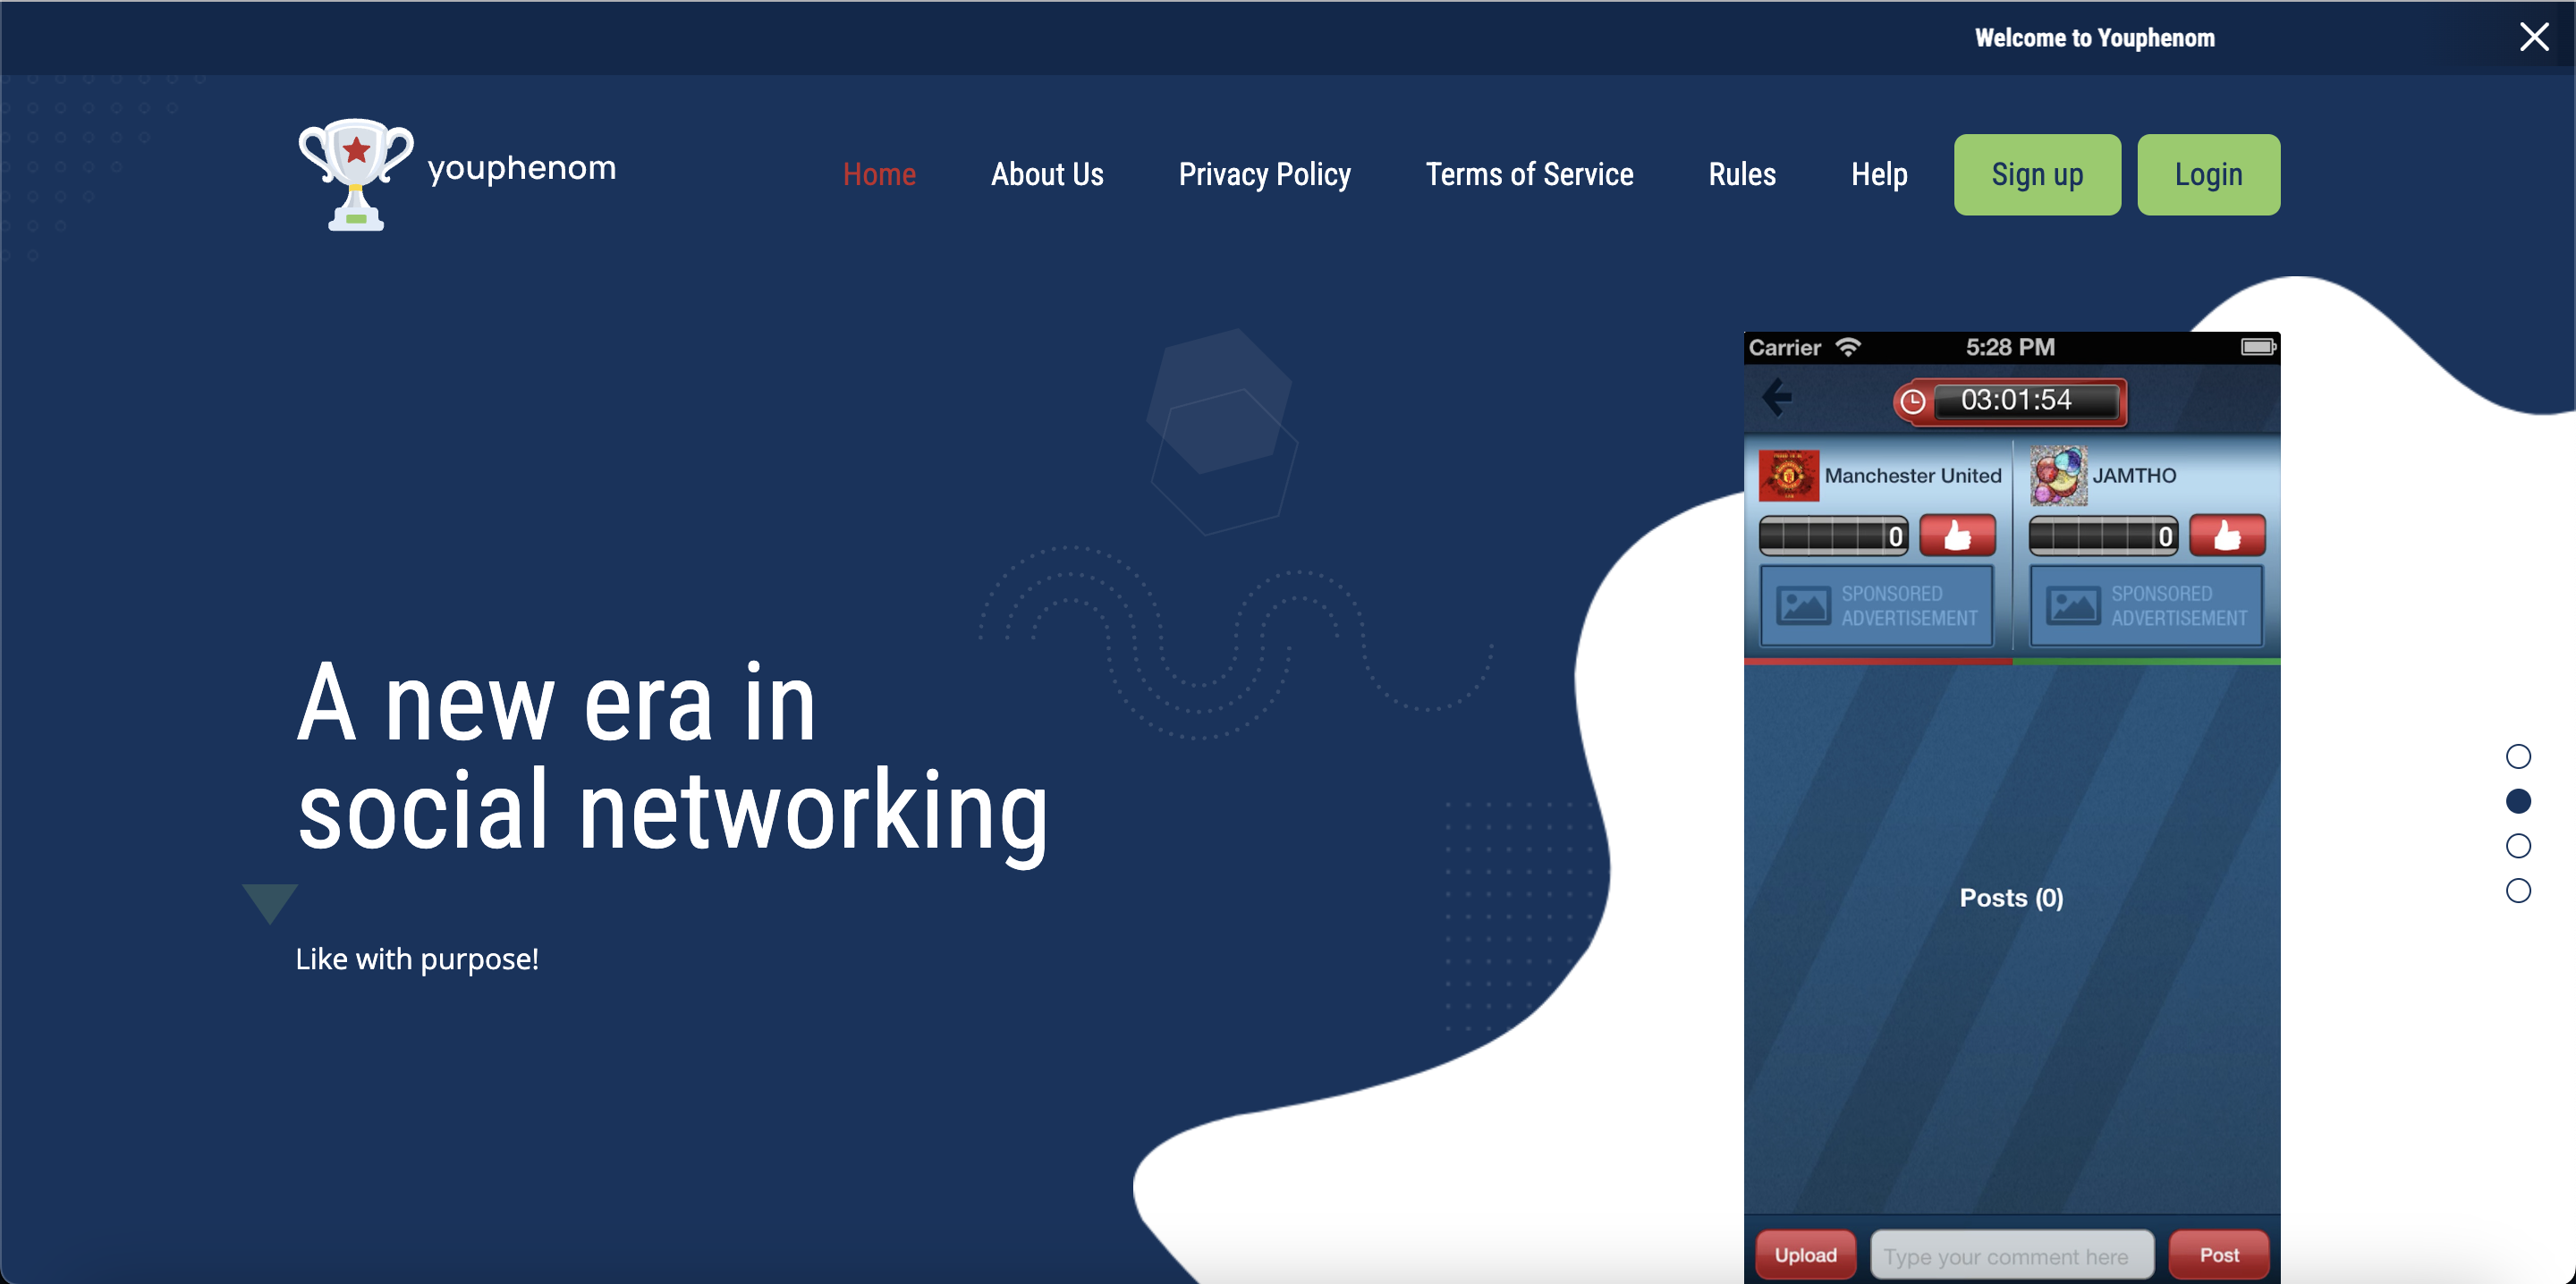 Welcome to Youphenom
youphenom
Home
About Us
Privacy Policy
Terms of Service
Rules
Help
Sign up
Login
Carrier
5:28 PM
03:01:54
Manchester United
JAMTHO
0
0
SPONSORED
ADVERTISEMENT
SPONSORED
ADVERTISEMENT
A new era in
social networking
Like with purpose!
Posts (0)
Upload
Type your comment here
Post